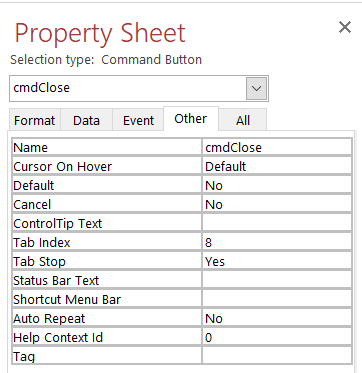 Property Sheet
Selection type: Command Button
cmdClose
Format Data Event Other All
Name cmdClose
Cursor On Hover Default
Default No
Cancel No
ControlTip Text
Tab Index 8
Tab Stop Yes
Status Bar Text
Shortcut Menu Bar
Auto Repeat No
Help Context Id 0
Tag